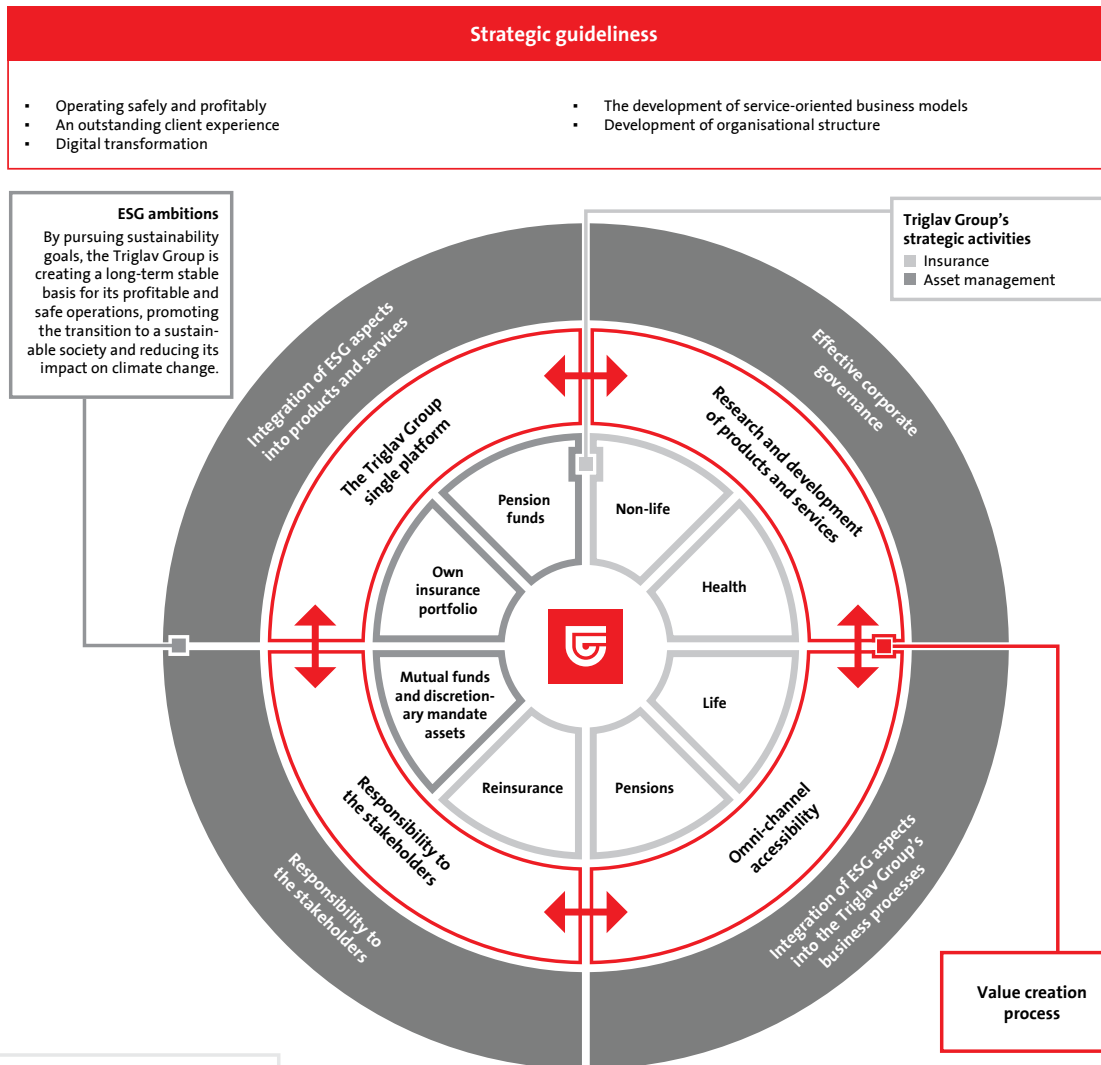 Strategic guideliness
▪ Operating safely and profitably
▪ An outstanding client experience
▪ Digital transformation
▪ The development of service-oriented business models
▪ Development of organisational structure
ESG ambitions
By pursuing sustainability
goals, the Triglav Group is
creating a long-term stable
basis for its profitable and
safe operations, promoting
the transition to a sustain-
able society and reducing its
impact on climate change.
Triglav Group's
strategic activities
Insurance
Asset management
Integration of ESG aspects
into products and services
Effective corporate
governance
The Triglav Group
single platform
Research and development
of products and services
Pension
funds
Non-life
Own
insurance
portfolio
Health
Mutual funds
and discretion-
ary mandate
assets
Life
Reinsurance
Pensions
Responsibility to
the stakeholders
Omni-channel
accessibility
Responsibility to
the stakeholders
Integration of ESG aspects
into the Triglav Group's
business processes
Value creation
process